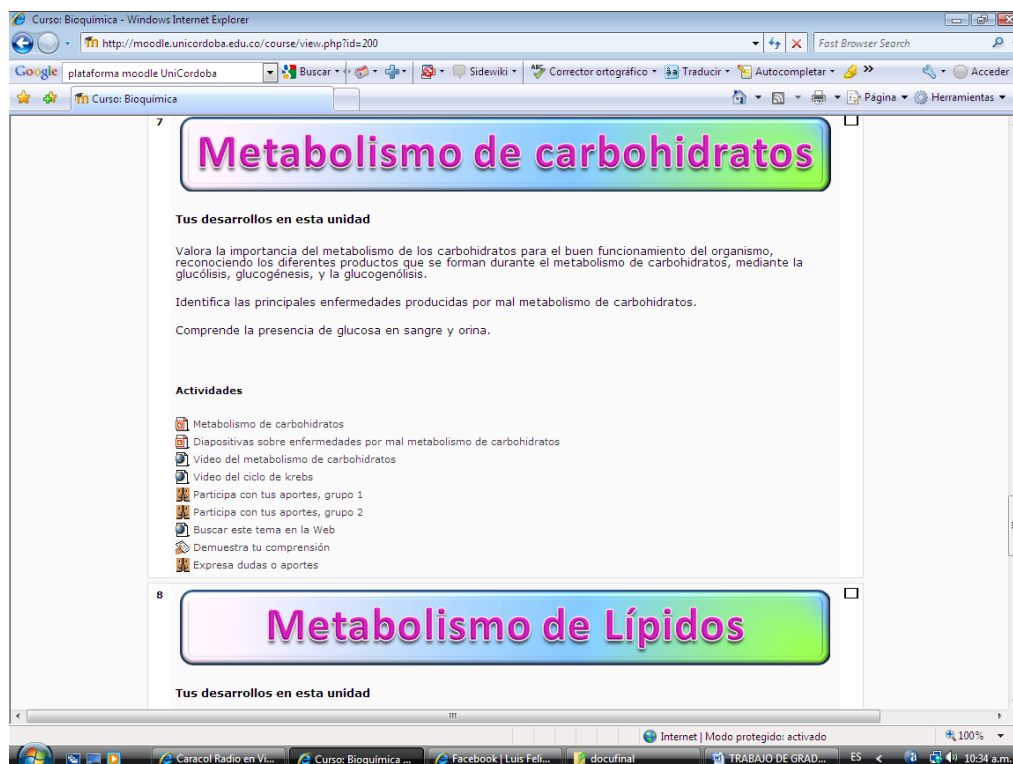 Curso: Bioquímica - Windows Internet Explorer
http://moodle.unicordoba.edu.co/course/view.php?id=200
Fast Browser Search
Google plataforma moodle UniCordoba Buscar Sidewiki ABC Corrector ortográfico Traducir Autocompletar Acceder
Curso: Bioquímica Página Herramientas
7
Metabolismo de carbohidratos
Tus desarrollos en esta unidad
Valora la importancia del metabolismo de los carbohidratos para el buen funcionamiento del organismo,
reconociendo los diferentes productos que se forman durante el metabolismo de carbohidratos, mediante la
glucólisis, glucogénesis, y la glucogenólisis.
Identifica las principales enfermedades producidas por mal metabolismo de carbohidratos.
Comprende la presencia de glucosa en sangre y orina.
Actividades
Metabolismo de carbohidratos
Diapositivas sobre enfermedades por mal metabolismo de carbohidratos
Video del metabolismo de carbohidratos
Video del ciclo de krebs
Participa con tus aportes, grupo 1
Participa con tus aportes, grupo 2
Buscar este tema en la Web
Demuestra tu comprensión
Expresa dudas o aportes
8
Metabolismo de Lípidos
Tus desarrollos en esta unidad
Internet | Modo protegido: activado 100%
Caracol Radio en Vi... Curso: Bioquímica ... Facebook | Luis Feli... docufinal TRABAJO DE GRAD... ES 10:34 a.m.